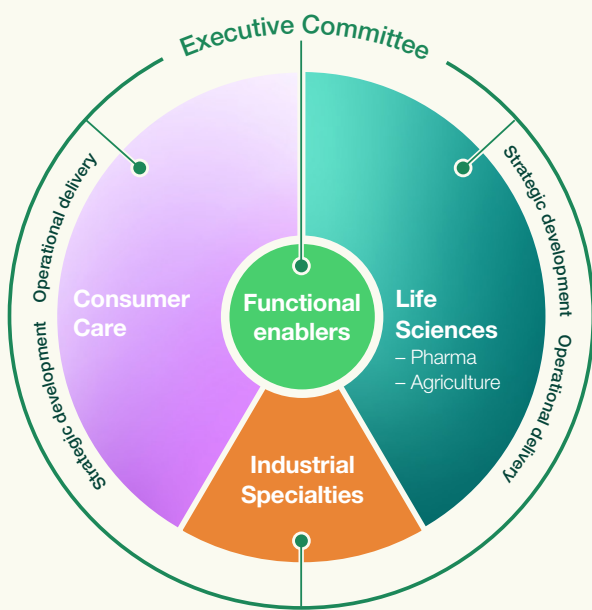 Executive Committee
Operational delivery
Strategic development
Strategic development
Operational delivery
Consumer
Care
Functional
enablers
Life
Sciences
– Pharma
– Agriculture
Industrial
Specialties